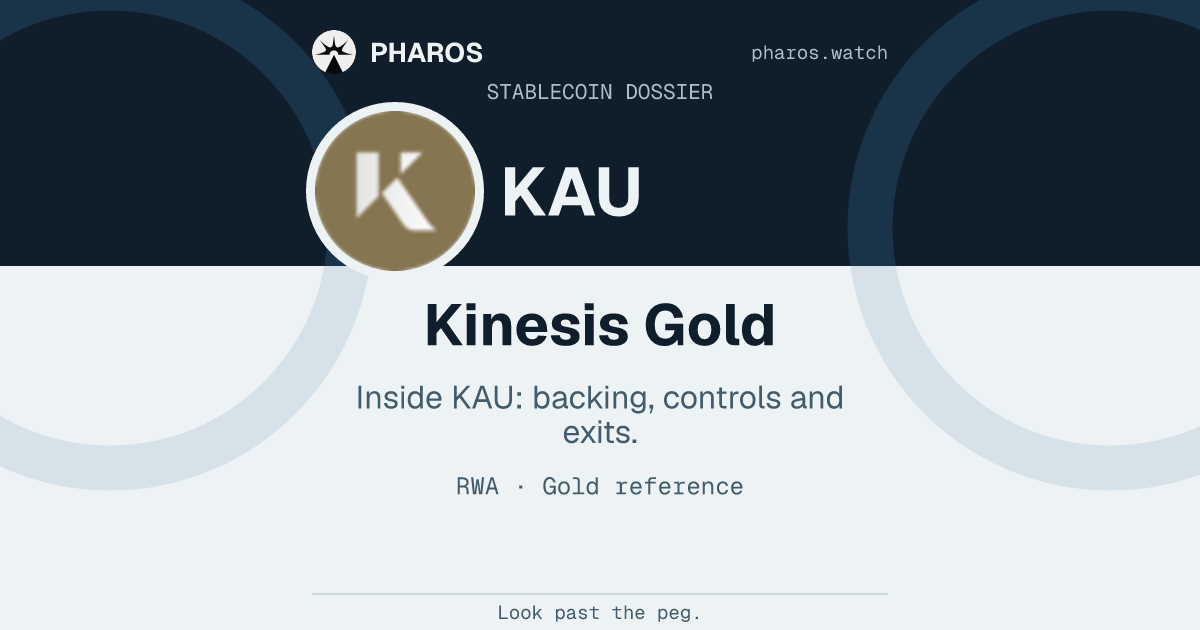 PHAROS
pharos.watch
STABLECOIN DOSSIER
KAU
Kinesis Gold
Inside KAU: backing, controls and
exits.
RWA · Gold reference
Look past the peg.